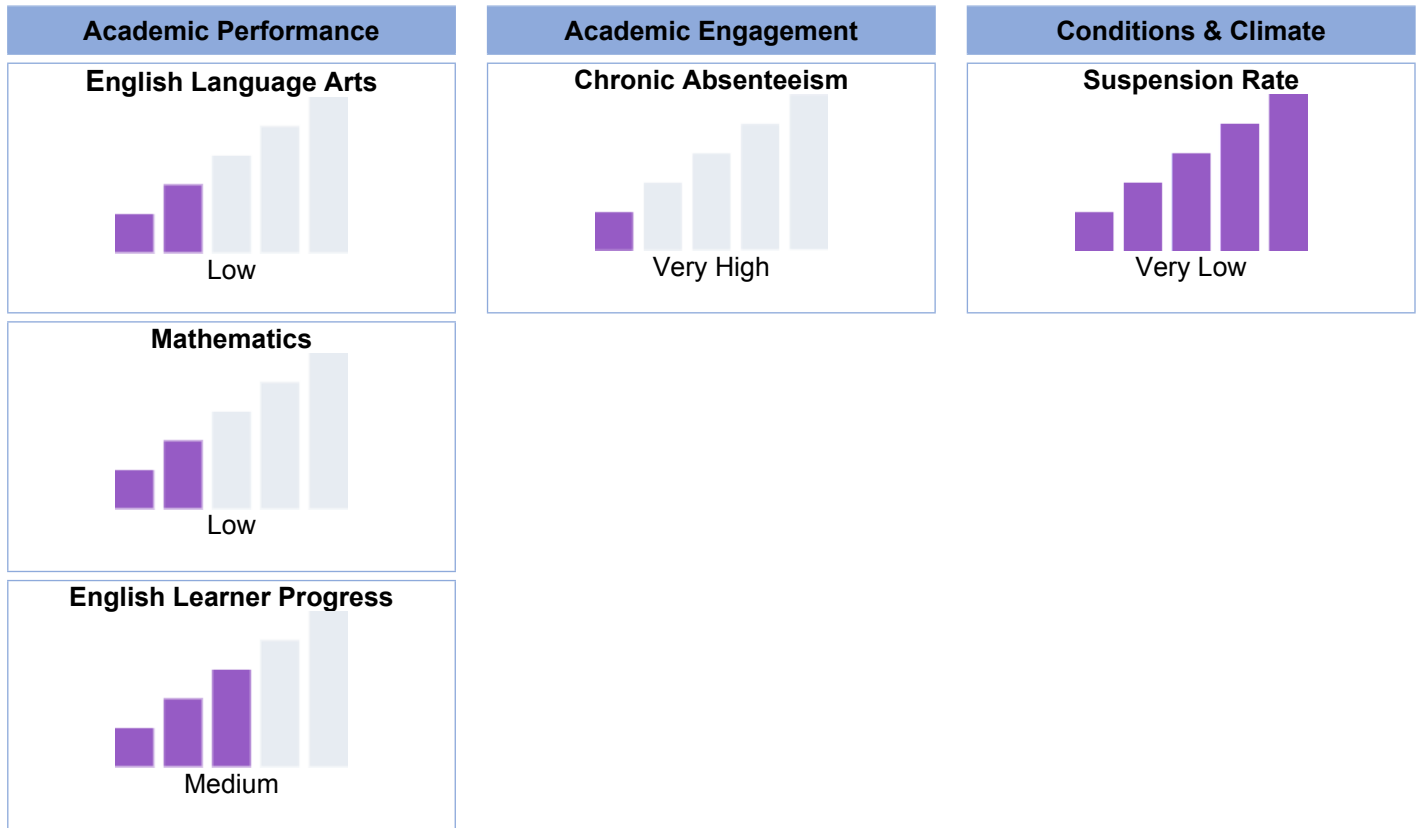 Academic Performance
Academic Engagement
Conditions & Climate
English Language Arts
Low
Chronic Absenteeism
Very High
Suspension Rate
Very Low
Mathematics
Low
English Learner Progress
Medium